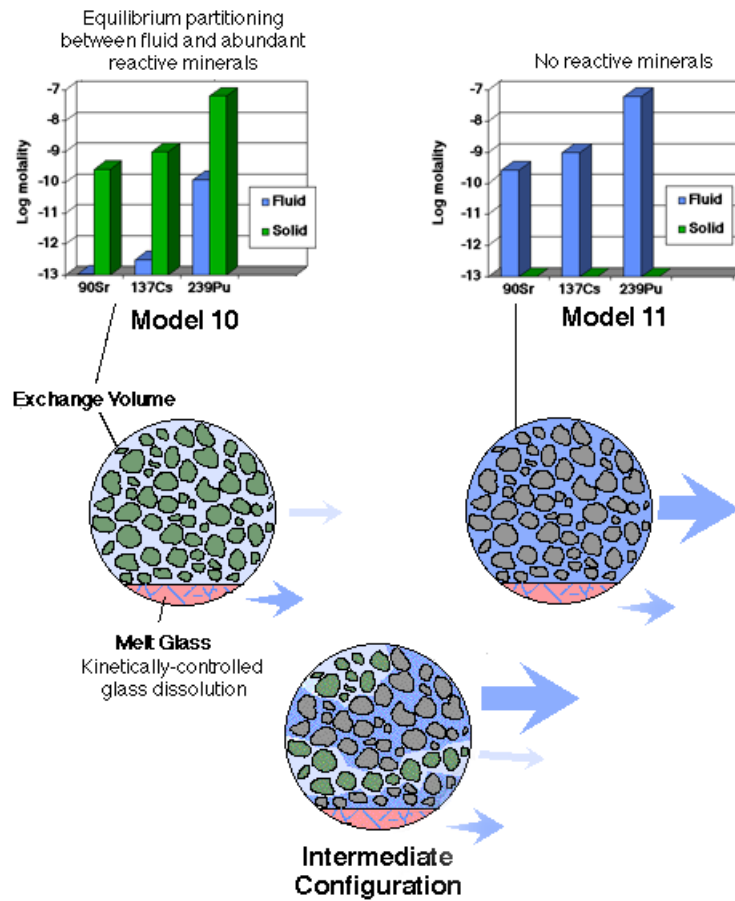 Equilibrium partitioning
between fluid and abundant
reactive minerals
-7
-8
-9
-10
-11
-12
-13
Log molality
Fluid
Solid
90Sr 137Cs 239Pu
Model 10
No reactive minerals
-7
-8
-9
-10
-11
-12
-13
Log molality
Fluid
Solid
90Sr 137Cs 239Pu
Model 11
Exchange Volume
Melt Glass
Kinetically-controlled
glass dissolution
Intermediate
Configuration